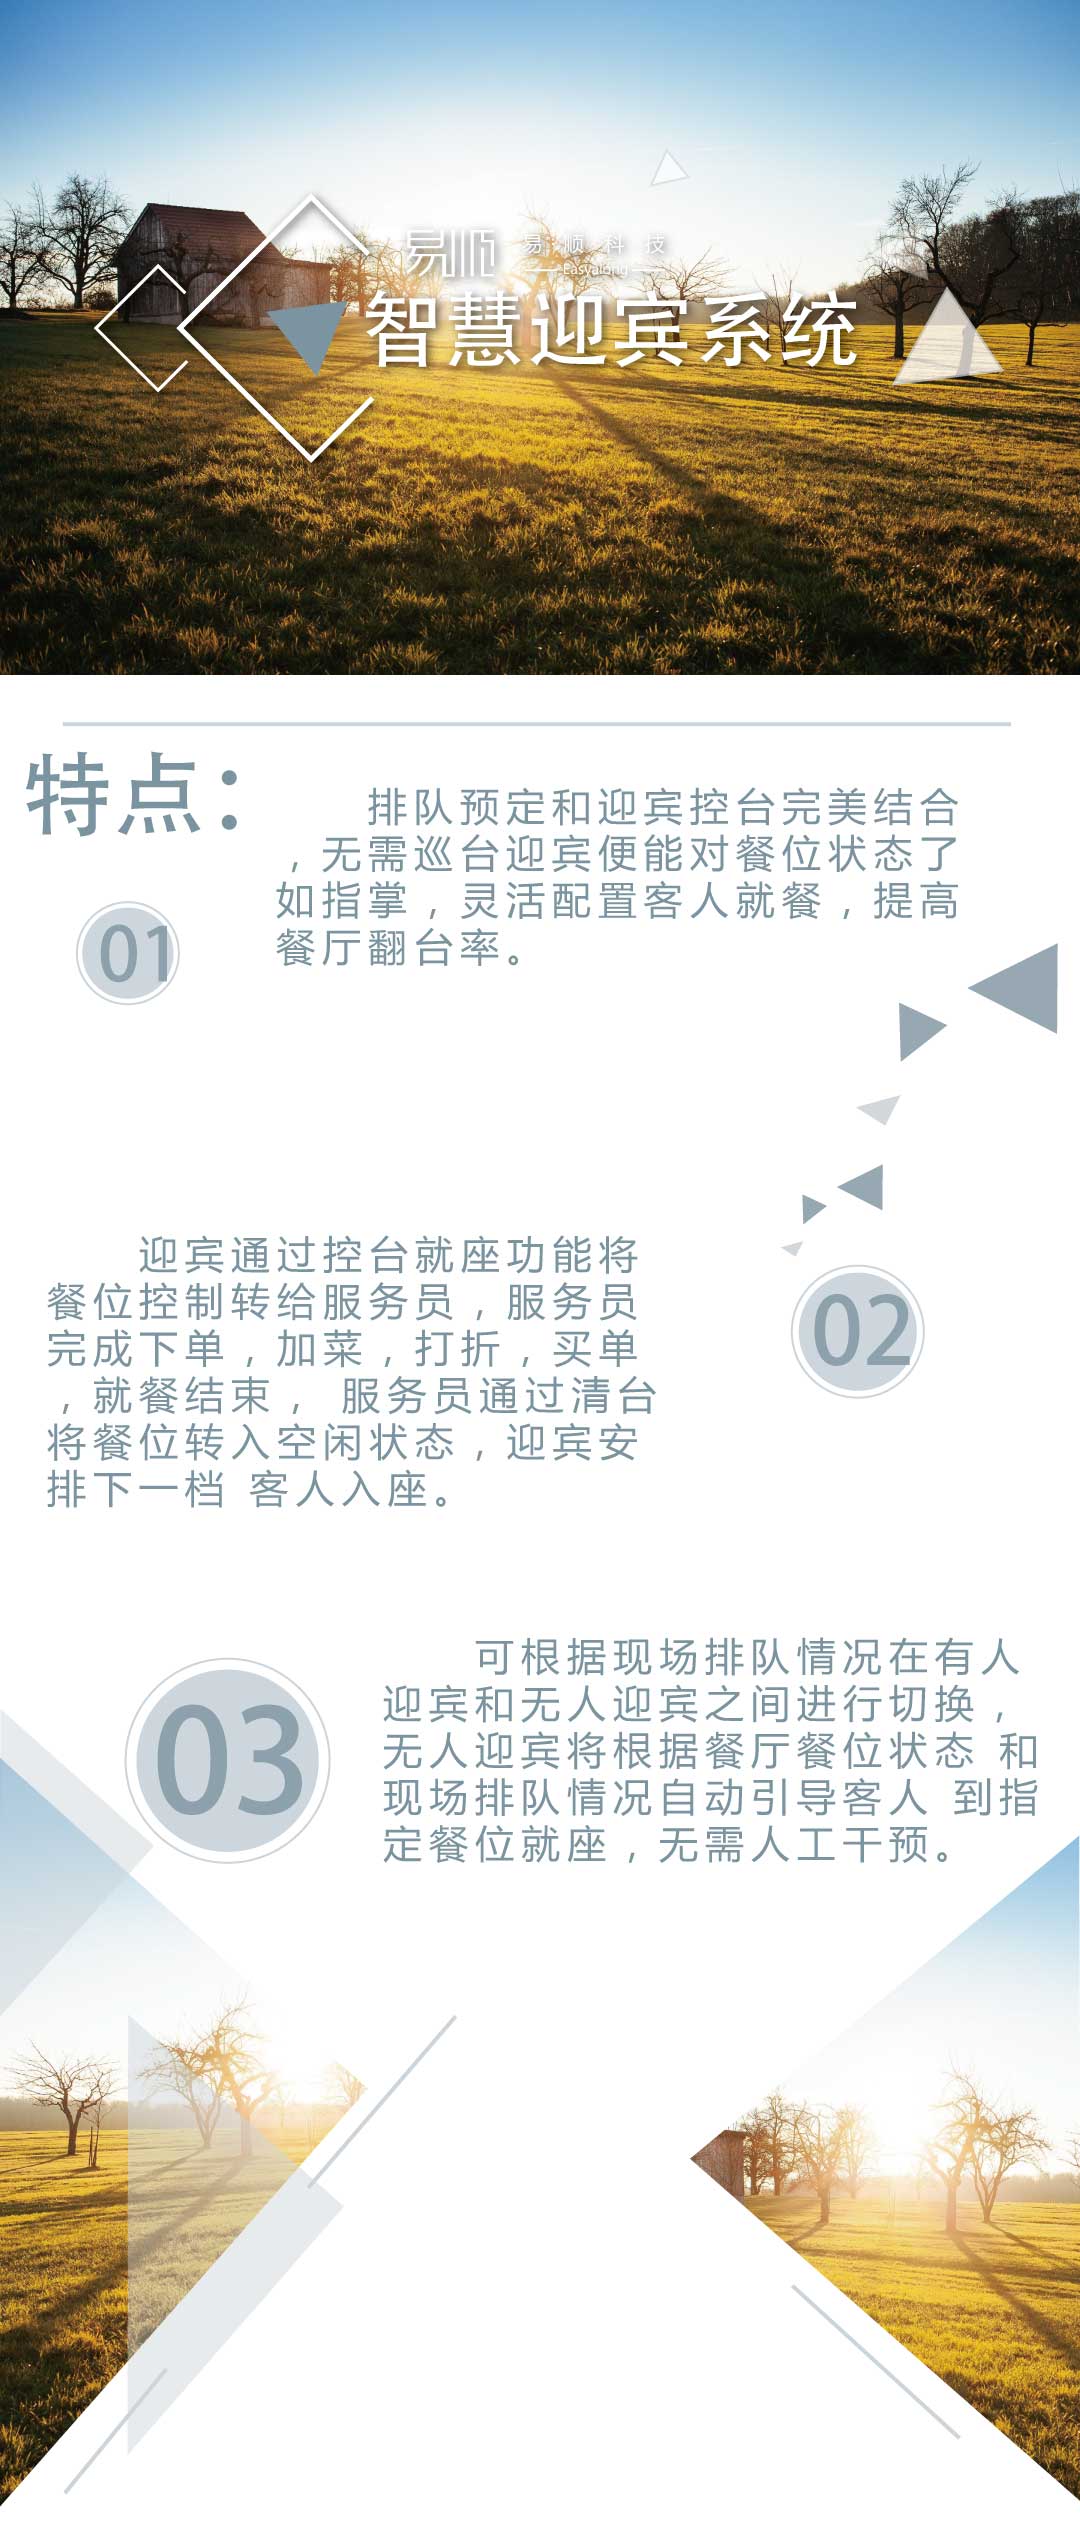 易顺 易顺科技
Easyalong
智慧迎宾系统
特点：
排队预定和迎宾控台完美结合
，无需巡台迎宾便能对餐位状态了
如指掌，灵活配置客人就餐，提高
餐厅翻台率。
01
迎宾通过控台就座功能将
餐位控制转给服务员，服务员
完成下单，加菜，打折，买单
，就餐结束， 服务员通过清台
将餐位转入空闲状态，迎宾安
排下一档 客人入座。
02
可根据现场排队情况在有人
迎宾和无人迎宾之间进行切换，
无人迎宾将根据餐厅餐位状态 和
现场排队情况自动引导客人 到指
定餐位就座，无需人工干预。
03